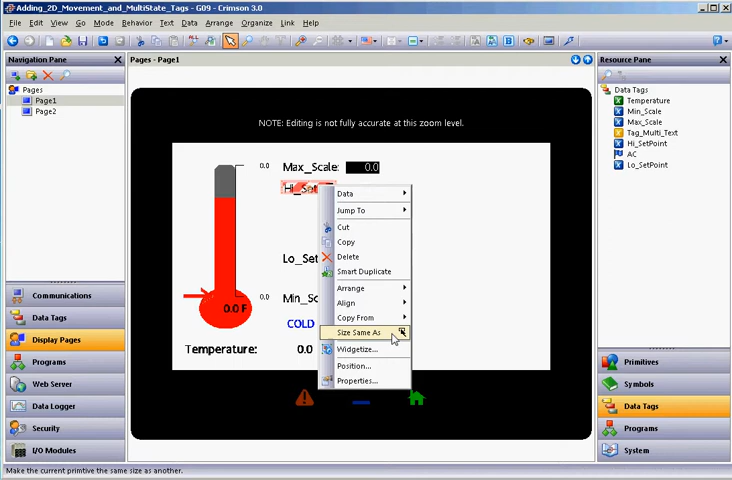 Adding_2D_Movement_and_MultiState_Tags - G09 - Crimson 3.0
File Edit View Go Mode Behavior Text Data Arrange Organize Link Help
Navigation Pane
Pages - Page1
Resource Pane
Pages
Page1
Page2
Data Tags
Temperature
Min_Scale
Max_Scale
Tag_Multi_Text
Hi_SetPoint
AC
Lo_SetPoint
NOTE: Editing is not fully accurate at this zoom level.
0.0
Max_Scale: 0.0
Hi_Set
Lo_Set
0.0
Min_Sc
0.0 F
COLD
Temperature: 0.0
Data
Jump To
Cut
Copy
Delete
Smart Duplicate
Arrange
Align
Copy From
Size Same As
Widgetize...
Position...
Properties...
Communications
Data Tags
Display Pages
Programs
Web Server
Data Logger
Security
I/O Modules
Primitives
Symbols
Data Tags
Programs
System
Make the current primtive the same size as another.